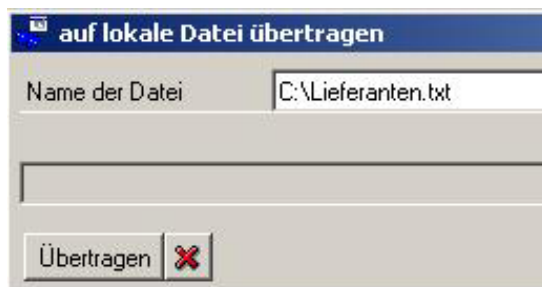 auf lokale Datei übertragen
Name der Datei C:\Lieferanten.txt
Übertragen